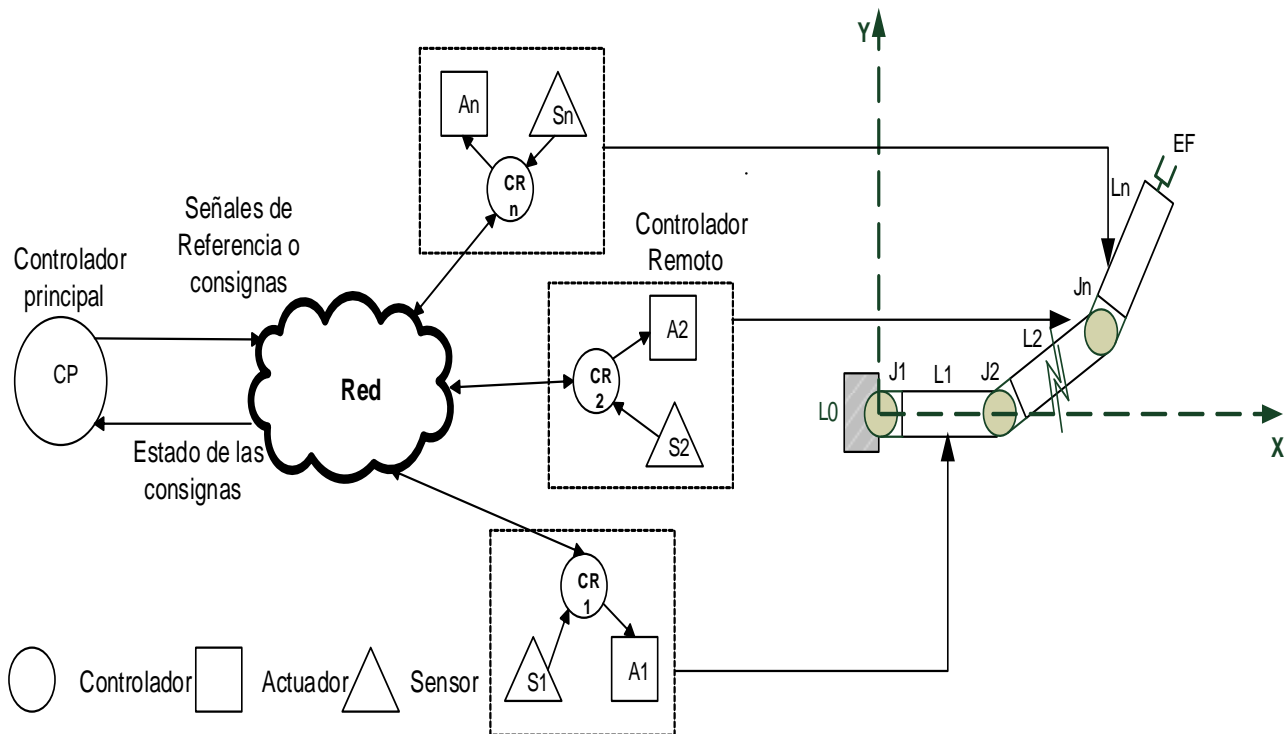 Y
An
Sn
CR
n
EF
Ln
Señales de
Referencia o
consignas
Controlador
principal
Controlador
Remoto
Jn
A2
L2
CP
Red
CR
2
J1
L1
J2
L0
S2
X
Estado de las
consignas
CR
1
S1
A1
Controlador
Actuador
Sensor